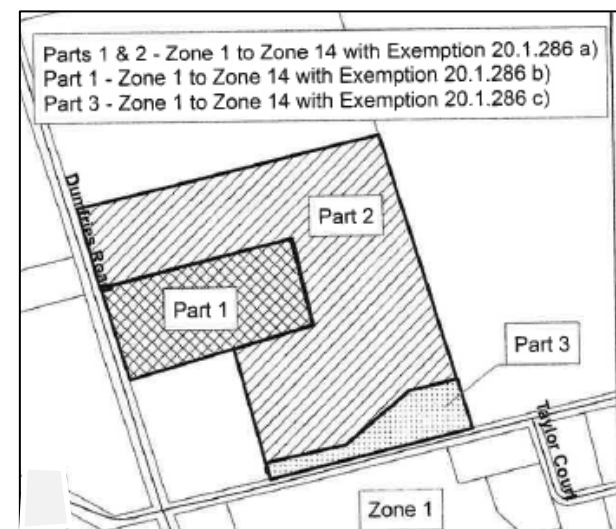 Parts 1 & 2 - Zone 1 to Zone 14 with Exemption 20.1.286 a)
Part 1 - Zone 1 to Zone 14 with Exemption 20.1.286 b)
Part 3 - Zone 1 to Zone 14 with Exemption 20.1.286 c)
Dumfries Road
Part 2
Part 1
Part 3
Taylor Court
Zone 1